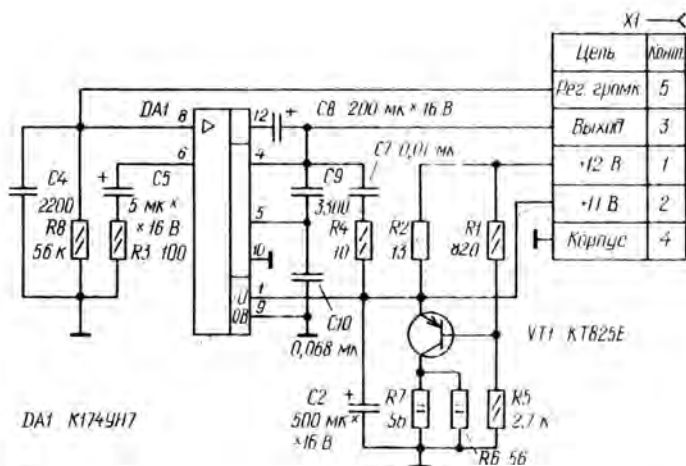 X1
Цепь Конт.
Рег. громк 5
Выход 3
+12 В 1
+11 В 2
Корпус 4
DA1
8
12
+
C8 200 мк × 16 В
6
4
C7 0,01 мк
C4
2200
+
C5
5 мк ×
× 16 В
R8
56 к
R3 100
C9
3300
R4
10
R2
13
R1
820
5
10
1
U
0В
9
C10
0,068 мк
VT1 КТ825Е
DA1 К174УН7
C2
500 мк ×
× 16 В
+
R7
56
R5
2,7 к
R6 56